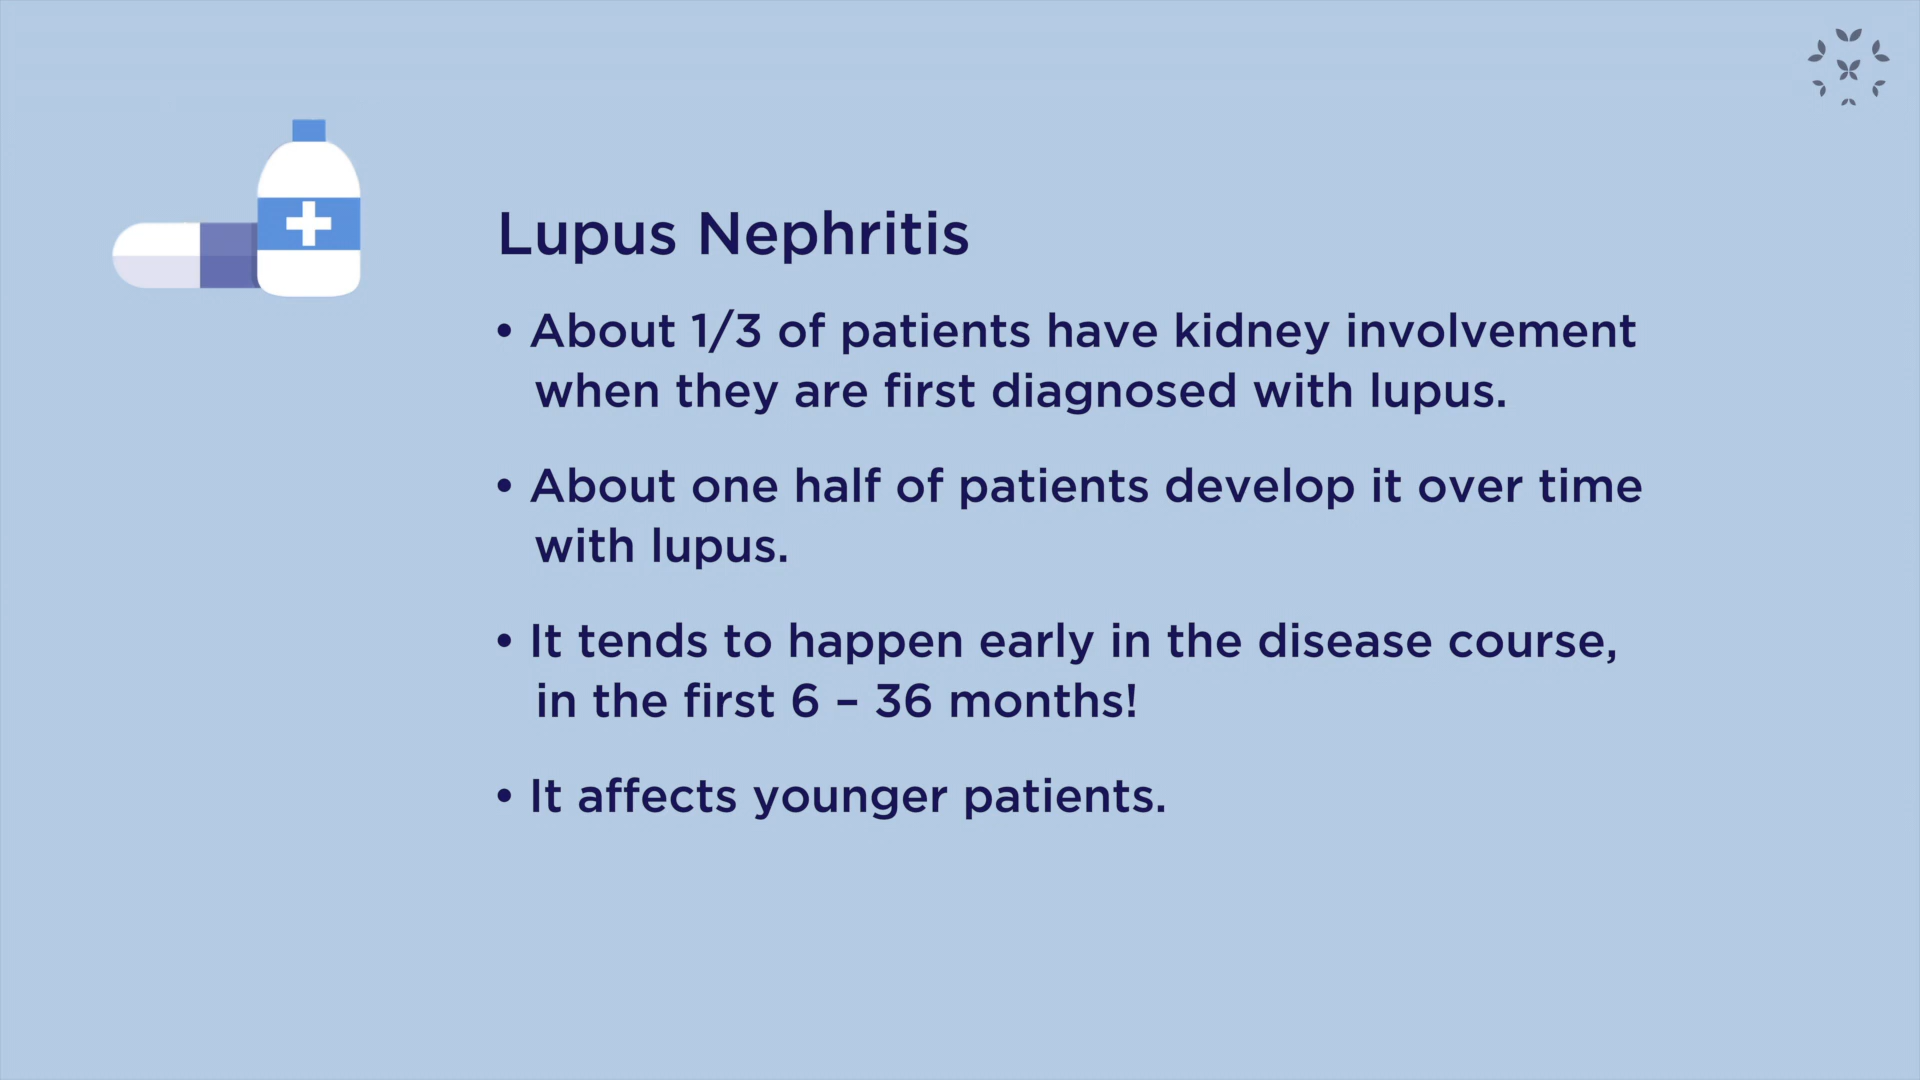 Lupus Nephritis
• About 1/3 of patients have kidney involvement
when they are first diagnosed with lupus.
• About one half of patients develop it over time
with lupus.
• It tends to happen early in the disease course,
in the first 6 – 36 months!
• It affects younger patients.